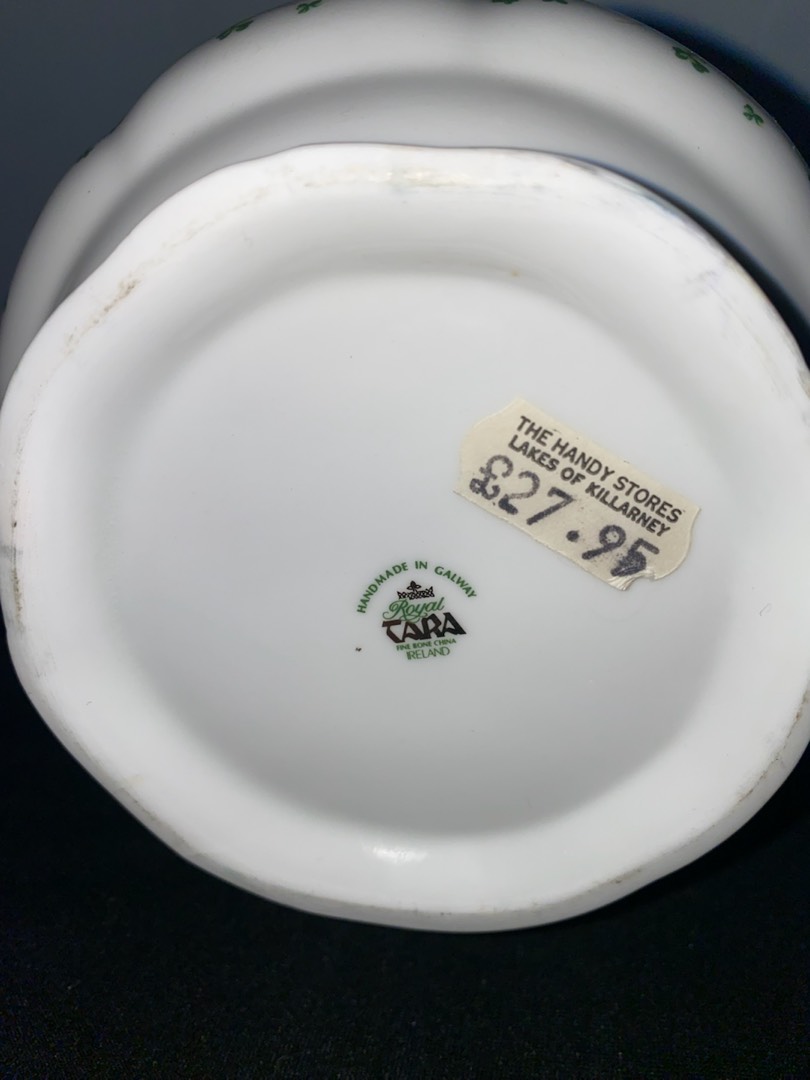 THE HANDY STORES
LAKES OF KILLARNEY
£27.95
HANDMADE IN GALWAY
Royal
TARA
FINE BONE CHINA
IRELAND